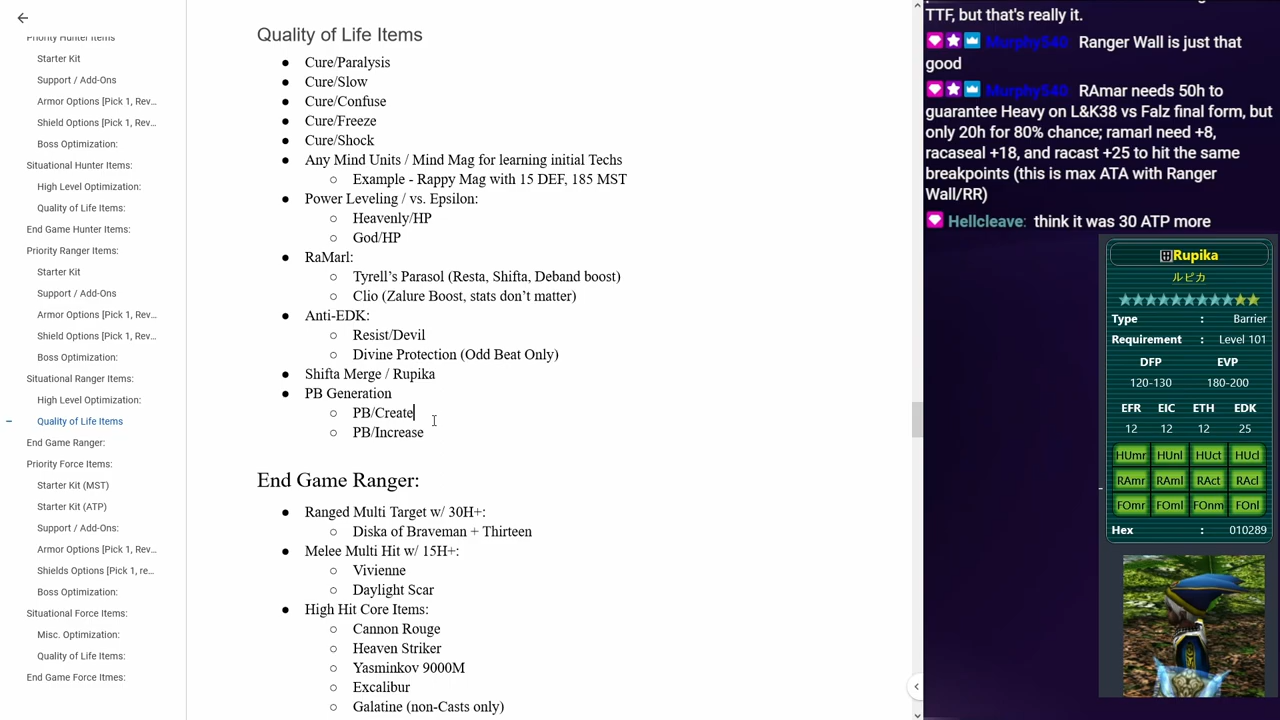 Priority Hunter Items
Starter Kit
Support / Add-Ons
Armor Options [Pick 1, Rev...
Shield Options [Pick 1, Rev...
Boss Optimization:
Situational Hunter Items:
High Level Optimization:
Quality of Life Items:
End Game Hunter Items:
Priority Ranger Items:
Starter Kit
Support / Add-Ons
Armor Options [Pick 1, Rev...
Shield Options [Pick 1, Rev...
Boss Optimization:
Situational Ranger Items:
High Level Optimization:
Quality of Life Items
End Game Ranger:
Priority Force Items:
Starter Kit (MST)
Starter Kit (ATP)
Support / Add-Ons:
Armor Options [Pick 1, Rev...
Shields Options [Pick 1, re...
Boss Optimization:
Situational Force Items:
Misc. Optimization:
Quality of Life Items:
End Game Force Itmes:
Quality of Life Items
● Cure/Paralysis
● Cure/Slow
● Cure/Confuse
● Cure/Freeze
● Cure/Shock
● Any Mind Units / Mind Mag for learning initial Techs
○ Example - Rappy Mag with 15 DEF, 185 MST
● Power Leveling / vs. Epsilon:
○ Heavenly/HP
○ God/HP
● RaMarl:
○ Tyrell’s Parasol (Resta, Shifta, Deband boost)
○ Clio (Zalure Boost, stats don’t matter)
● Anti-EDK:
○ Resist/Devil
○ Divine Protection (Odd Beat Only)
● Shifta Merge / Rupika
● PB Generation
○ PB/Create
○ PB/Increase
End Game Ranger:
● Ranged Multi Target w/ 30H+:
○ Diska of Braveman + Thirteen
● Melee Multi Hit w/ 15H+:
○ Vivienne
○ Daylight Scar
● High Hit Core Items:
○ Cannon Rouge
○ Heaven Striker
○ Yasminkov 9000M
○ Excalibur
○ Galatine (non-Casts only)
TTF, but that's really it.
Murphy540 Ranger Wall is just that
good
Murphy540 RAmar needs 50h to
guarantee Heavy on L&K38 vs Falz final form, but
only 20h for 80% chance; ramarl need +8,
racaseal +18, and racast +25 to hit the same
breakpoints (this is max ATA with Ranger
Wall/RR)
Hellcleave: think it was 30 ATP more
Rupika
ルピカ
★★★★★★★★★★★
Type : Barrier
Requirement : Level 101
DFP EVP
120-130 180-200
EFR EIC ETH EDK
12 12 12 25
HUmr HUnl HUct HUcl
RAmr RAml RAct RAcl
FOmr FOml FOnm FOnl
Hex : 010289